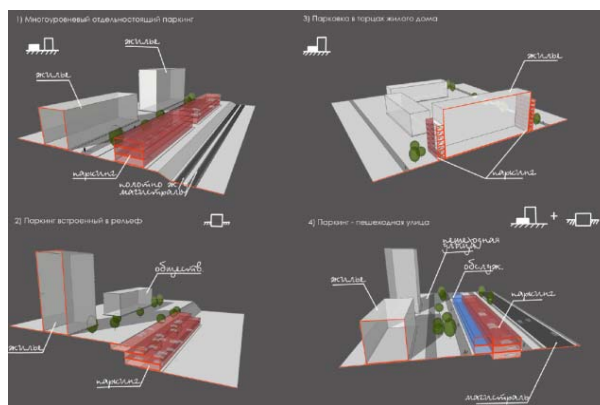 1) Многоуровневый отдельностоящий паркинг
жилье
жилье
паркинг
полотно ж/д
магистраль
3) Парковка в торцах жилого дома
жилье
паркинг
2) Паркинг встроенный в рельеф
обществ.
жилье
паркинг
4) Паркинг - пешеходная улица
+
пешеходная
улица
жилье
обслуж.
паркинг
магистраль